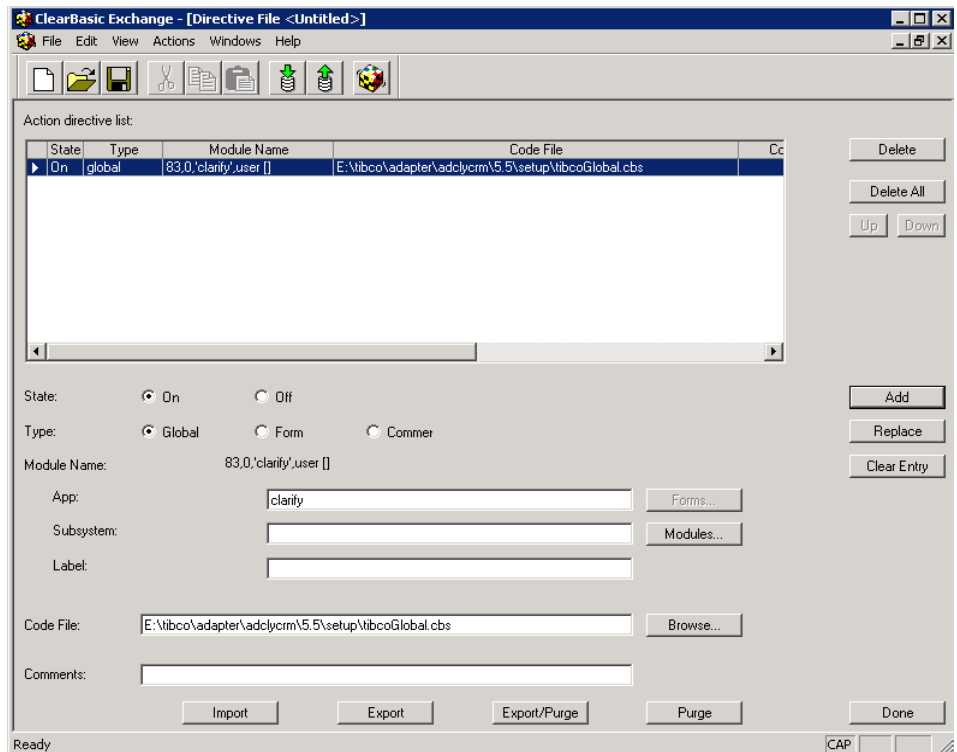 ClearBasic Exchange - [Directive File <Untitled>]
File Edit View Actions Windows Help
Action directive list:
State Type Module Name Code File Cc
On global 83,0,'clarify',user [] E:\tibco\adapter\adclycrm\5.5\setup\tibcoGlobal.cbs
Delete
Delete All
Up Down
State: On Off
Add
Type: Global Form Commer
Replace
Module Name: 83,0,'clarify',user []
Clear Entry
App: clarify Forms...
Subsystem: Modules...
Label:
Code File: E:\tibco\adapter\adclycrm\5.5\setup\tibcoGlobal.cbs Browse...
Comments:
Import Export Export/Purge Purge Done
Ready CAP